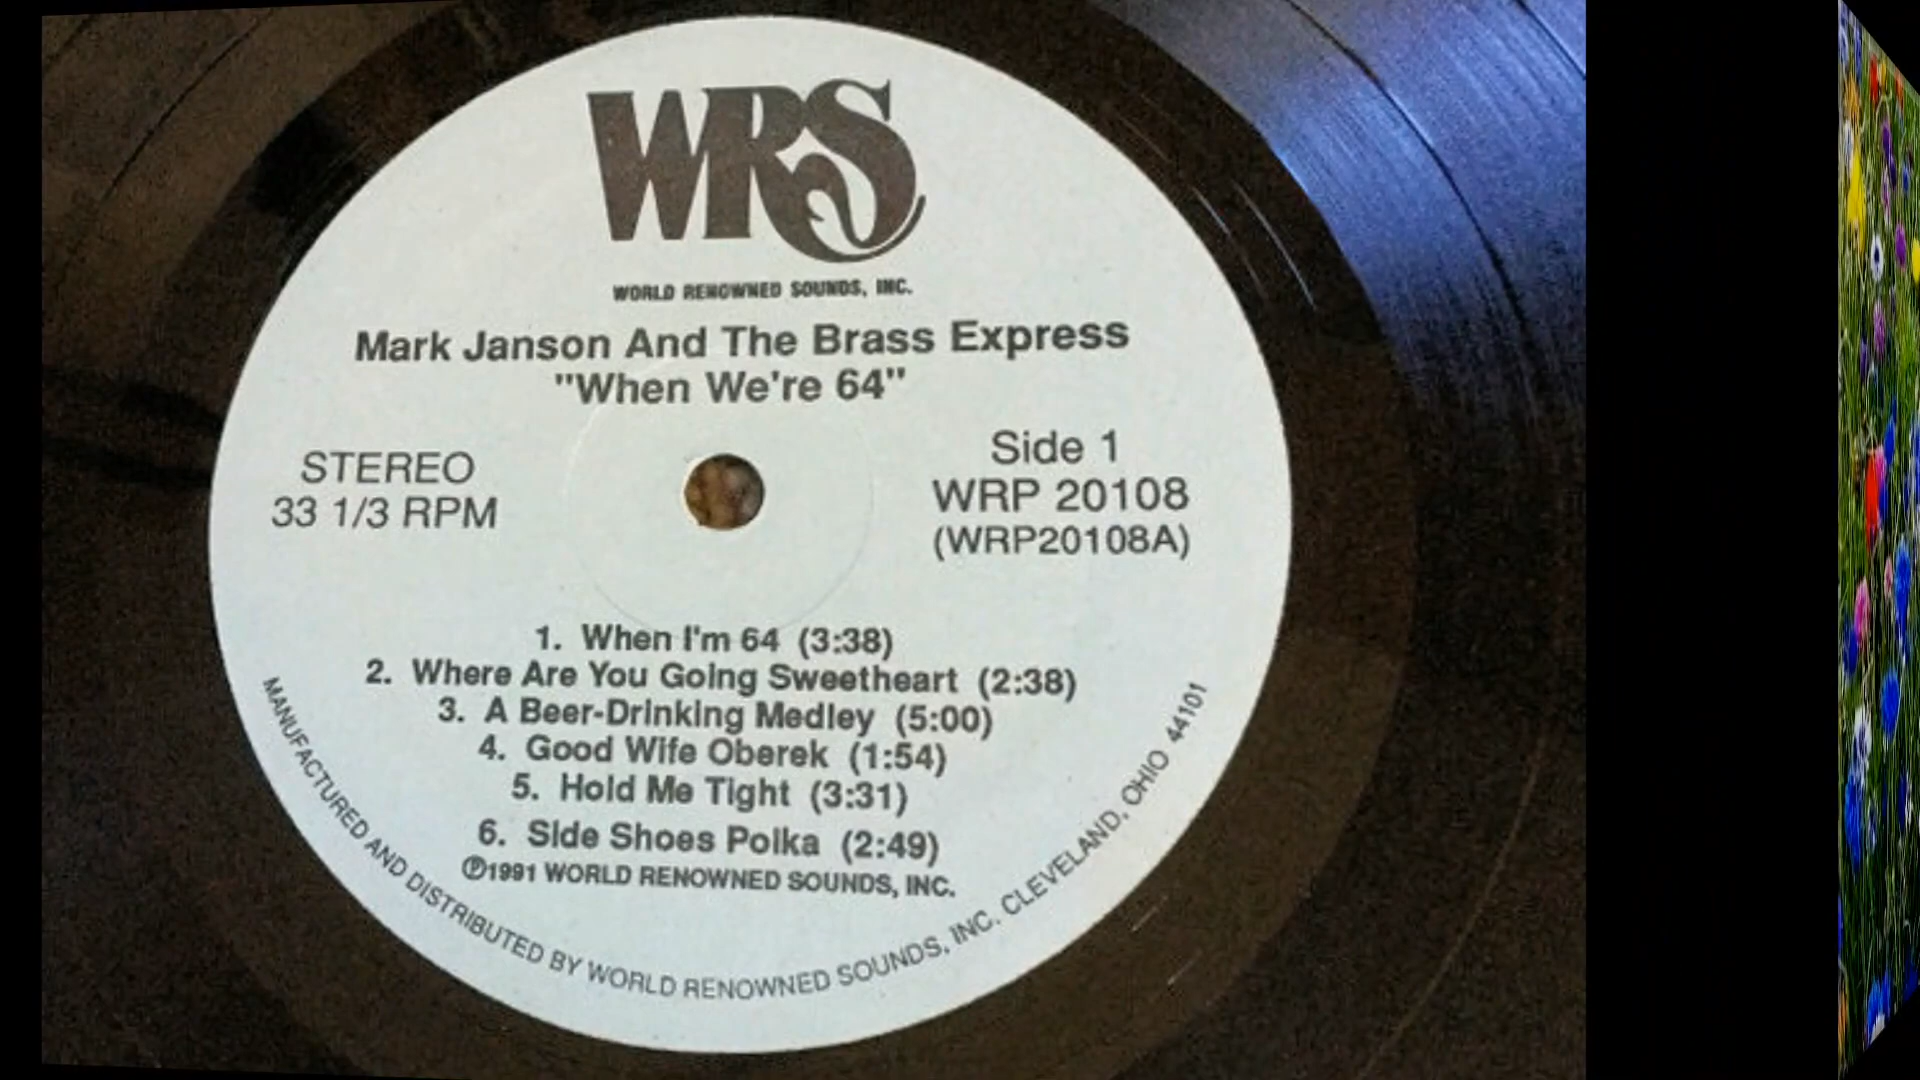 WRS
WORLD RENOWNED SOUNDS, INC.
Mark Janson And The Brass Express
"When We're 64"
STEREO
33 1/3 RPM
Side 1
WRP 20108
(WRP20108A)
1. When I'm 64 (3:38)
2. Where Are You Going Sweetheart (2:38)
3. A Beer-Drinking Medley (5:00)
4. Good Wife Oberek (1:54)
5. Hold Me Tight (3:31)
6. Side Shoes Polka (2:49)
℗1991 WORLD RENOWNED SOUNDS, INC.
MANUFACTURED AND DISTRIBUTED BY WORLD RENOWNED SOUNDS, INC. CLEVELAND, OHIO 44101